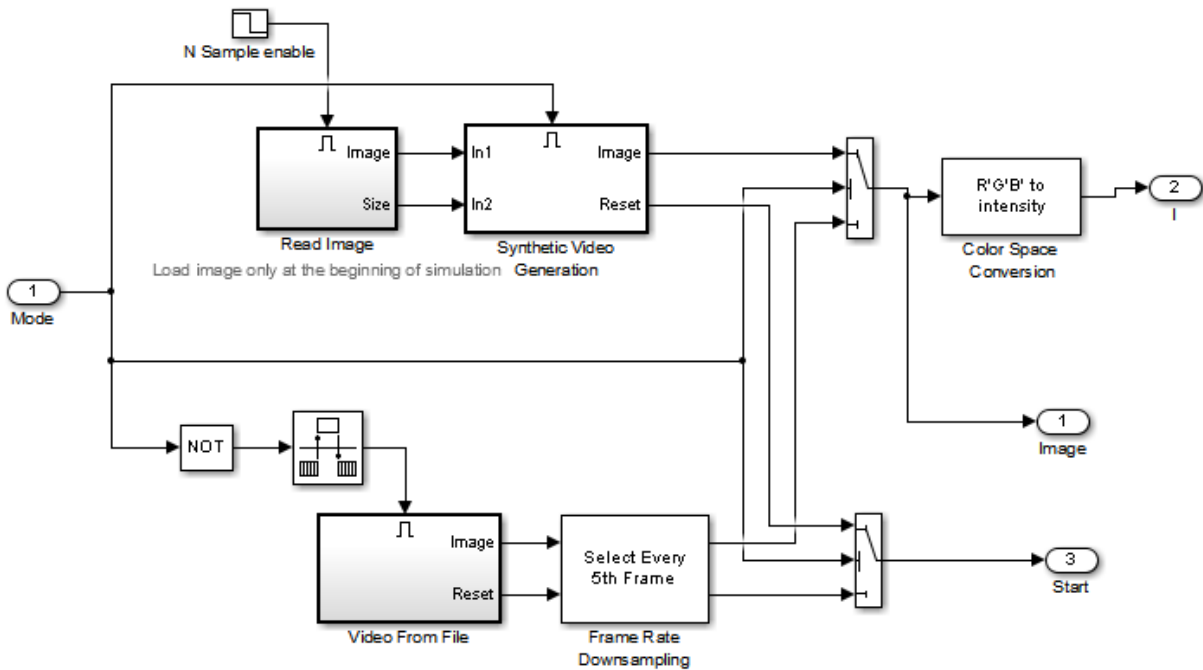 N Sample enable
Image
Size
Read Image
Load image only at the beginning of simulation
In1
In2
Image
Reset
Synthetic Video
Generation
R'G'B' to
intensity
Color Space
Conversion
2
I
1
Mode
1
Image
NOT
Image
Reset
Video From File
Select Every
5th Frame
Frame Rate
Downsampling
3
Start